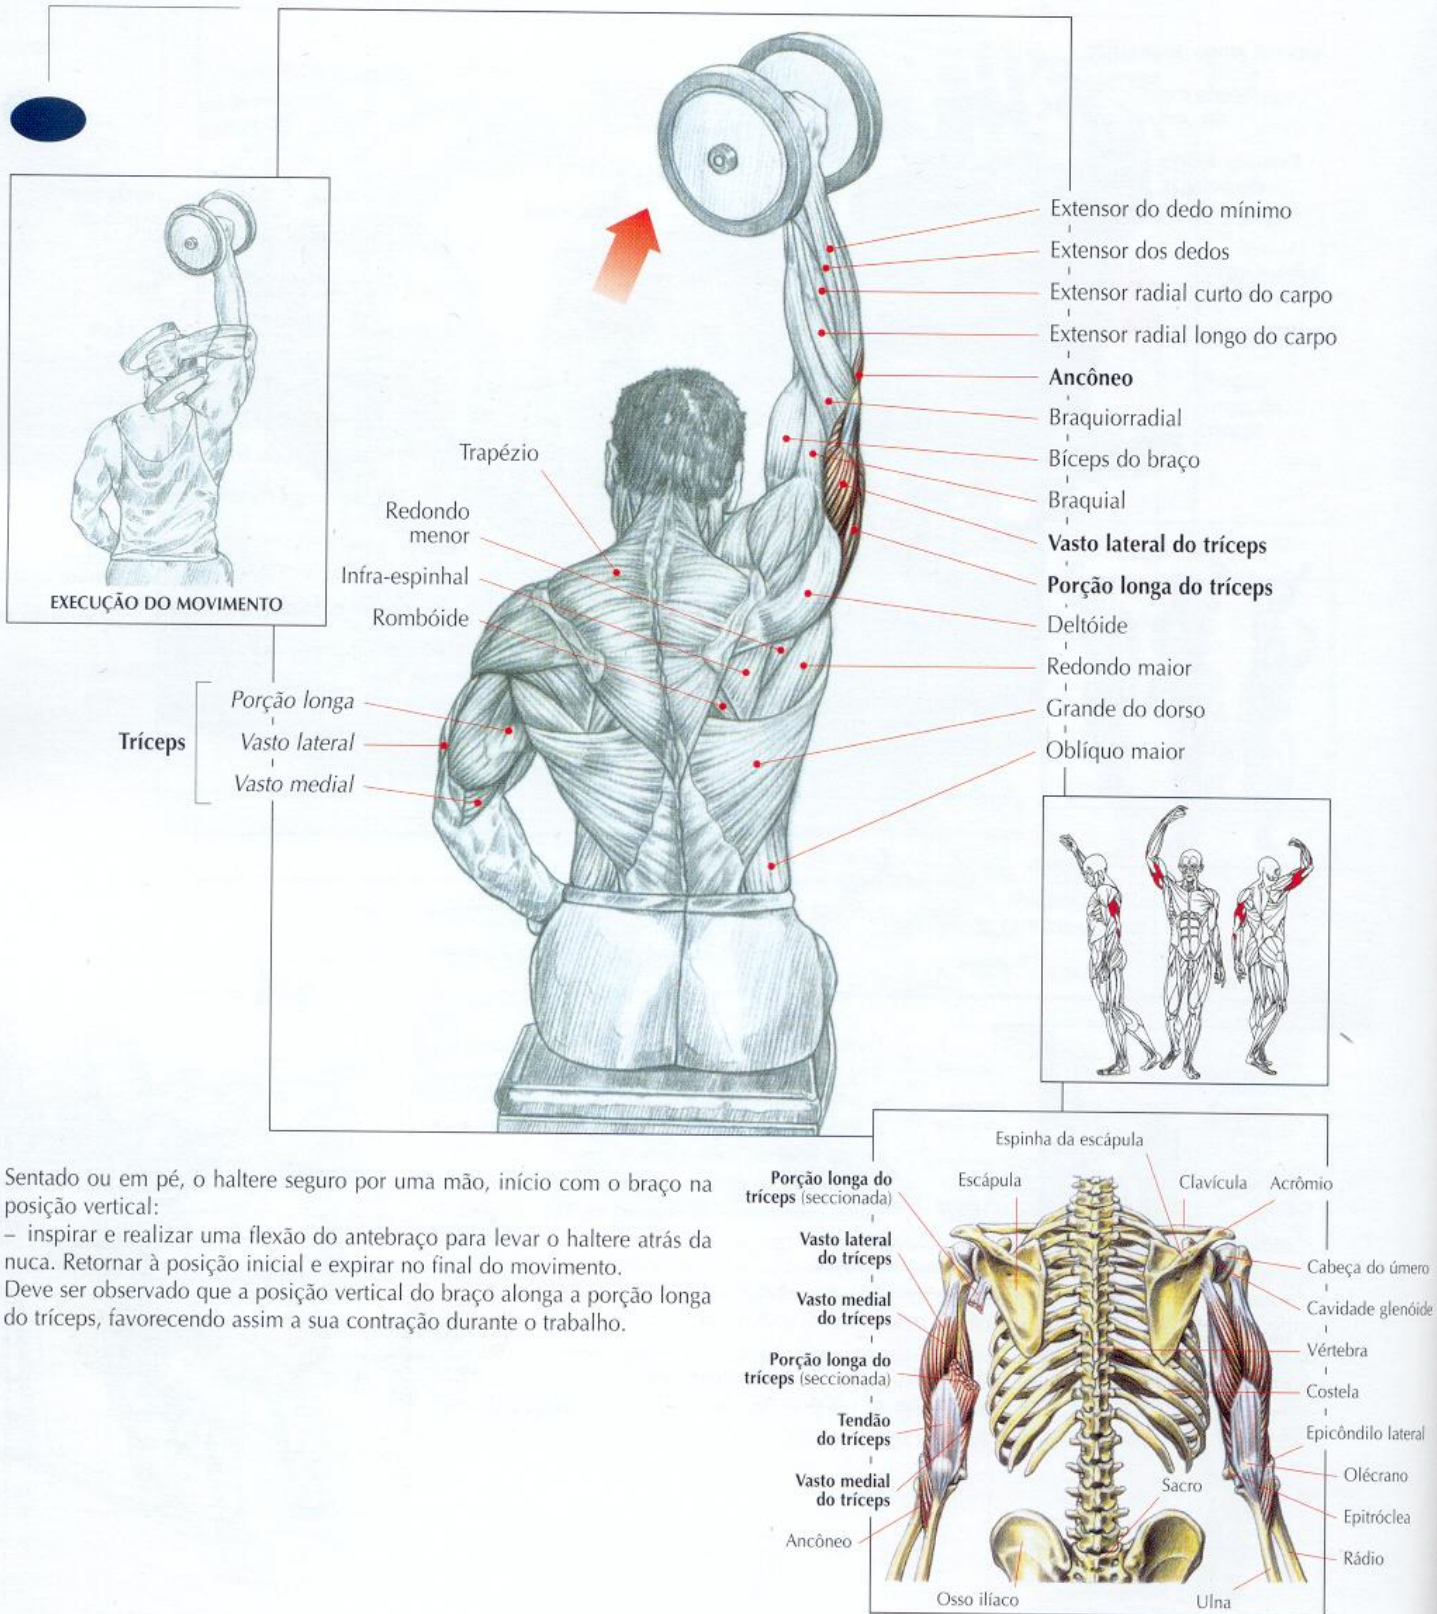 EXECUÇÃO DO MOVIMENTO
Trapézio
Redondo
menor
Infra-espinhal
Rombóide
Tríceps
Porção longa
Vasto lateral
Vasto medial
Extensor do dedo mínimo
Extensor dos dedos
Extensor radial curto do carpo
Extensor radial longo do carpo
Ancôneo
Braquiorradial
Bíceps do braço
Braquial
Vasto lateral do tríceps
Porção longa do tríceps
Deltóide
Redondo maior
Grande do dorso
Oblíquo maior
Sentado ou em pé, o haltere seguro por uma mão, início com o braço na
posição vertical:
– inspirar e realizar uma flexão do antebraço para levar o haltere atrás da
nuca. Retornar à posição inicial e expirar no final do movimento.
Deve ser observado que a posição vertical do braço alonga a porção longa
do tríceps, favorecendo assim a sua contração durante o trabalho.
Espinha da escápula
Escápula
Clavícula
Acrômio
Porção longa do
tríceps (seccionada)
Vasto lateral
do tríceps
Vasto medial
do tríceps
Porção longa do
tríceps (seccionada)
Tendão
do tríceps
Vasto medial
do tríceps
Ancôneo
Cabeça do úmero
Cavidade glenóide
Vértebra
Costela
Epicôndilo lateral
Olécrano
Epitróclea
Rádio
Sacro
Osso ilíaco
Ulna